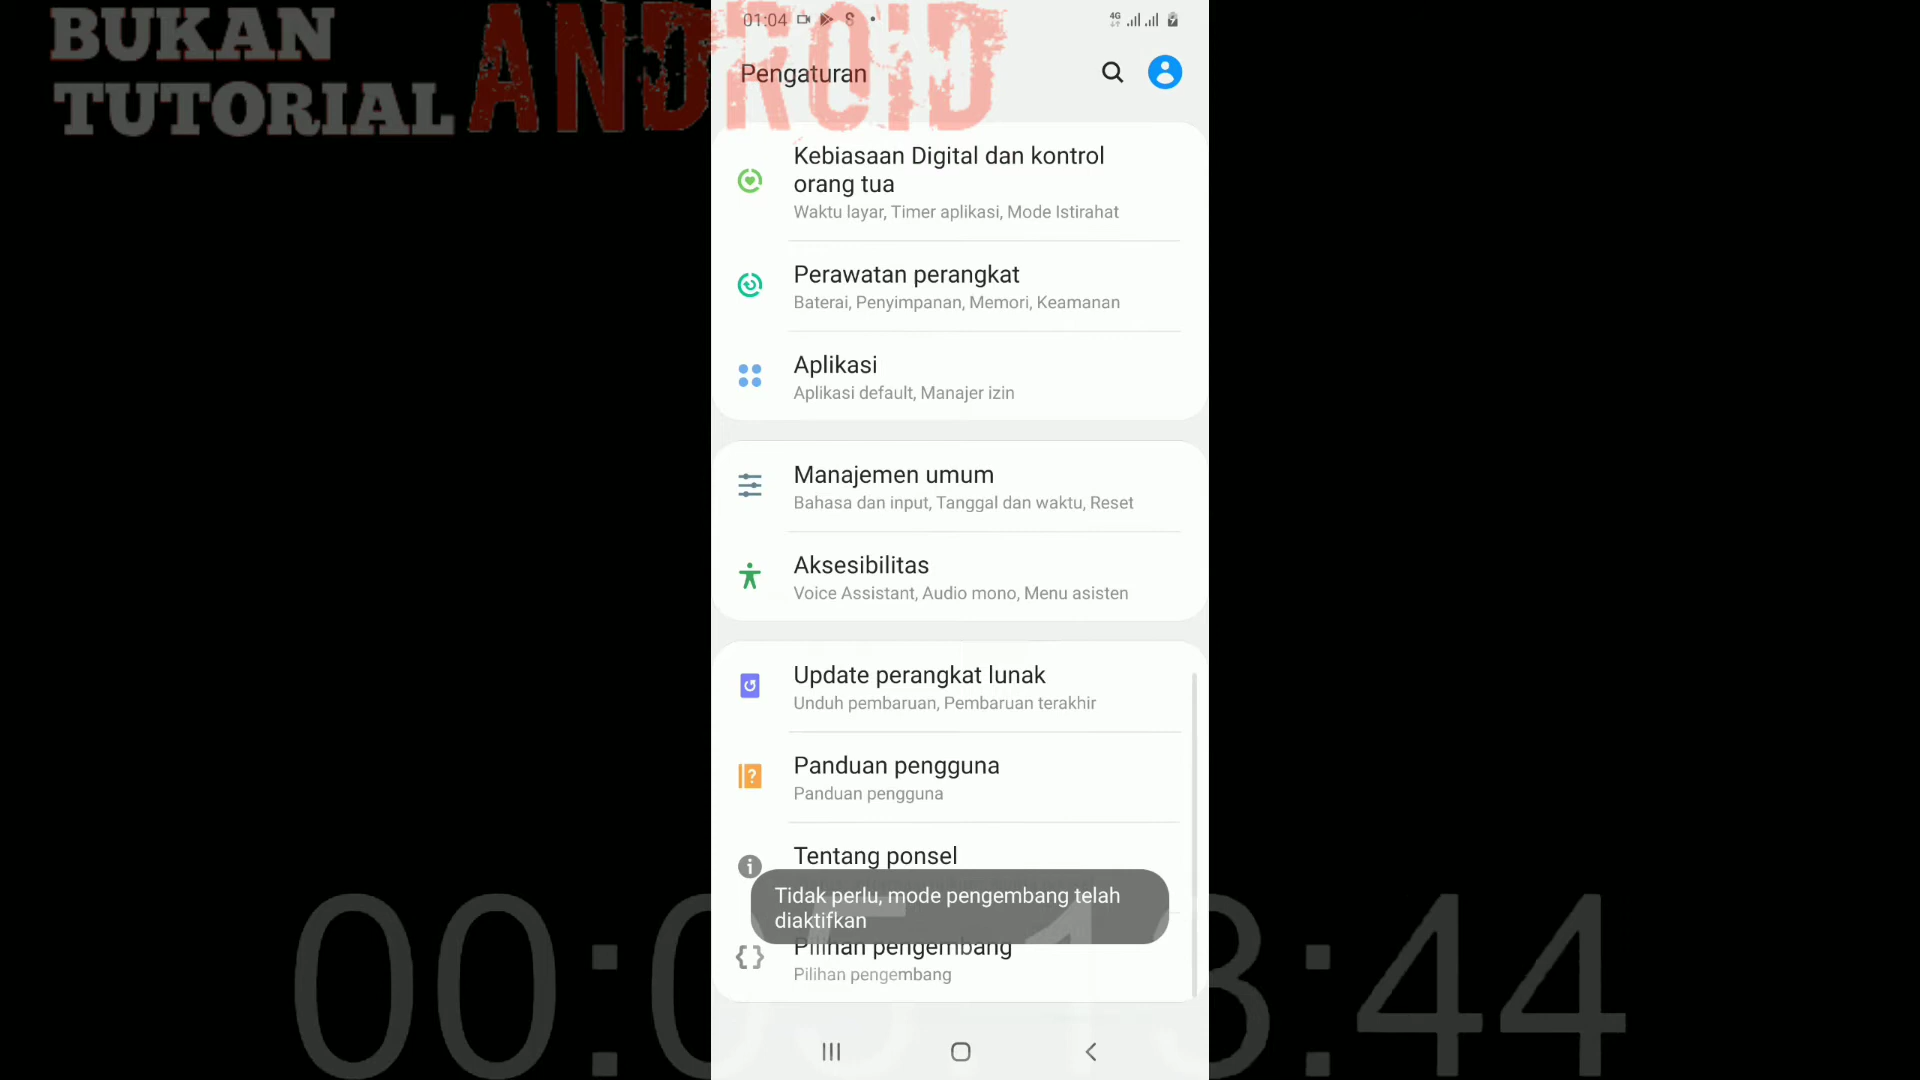 BUKAN
TUTORIAL ANDROID
01:04
4G
Pengaturan
Kebiasaan Digital dan kontrol
orang tua
Waktu layar, Timer aplikasi, Mode Istirahat
Perawatan perangkat
Baterai, Penyimpanan, Memori, Keamanan
Aplikasi
Aplikasi default, Manajer izin
Manajemen umum
Bahasa dan input, Tanggal dan waktu, Reset
Aksesibilitas
Voice Assistant, Audio mono, Menu asisten
Update perangkat lunak
Unduh pembaruan, Pembaruan terakhir
Panduan pengguna
Panduan pengguna
Tentang ponsel
Tidak perlu, mode pengembang telah
diaktifkan
Pilihan pengembang
Pilihan pengembang